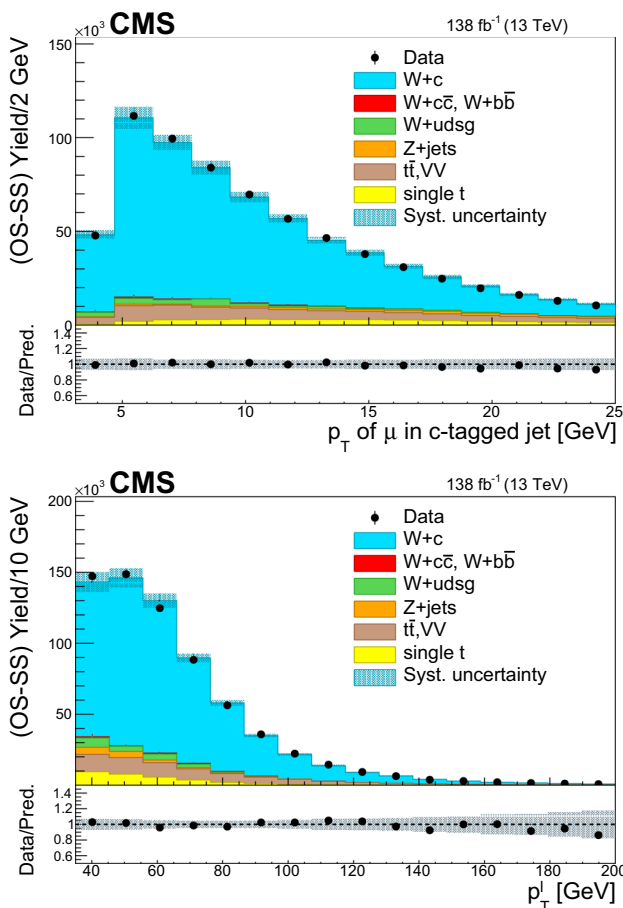 ×10³ CMS 138 fb⁻¹ (13 TeV)
(OS-SS) Yield/2 GeV
150
100
50
0
Data
W+c
W+cc̅, W+bb̅
W+udsg
Z+jets
tt̅,VV
single t
Syst. uncertainty
Data/Pred.
1.4
1.2
1
0.8
0.6
5 10 15 20 25
p_T of μ in c-tagged jet [GeV]
×10³ CMS 138 fb⁻¹ (13 TeV)
(OS-SS) Yield/10 GeV
200
150
100
50
Data
W+c
W+cc̅, W+bb̅
W+udsg
Z+jets
tt̅,VV
single t
Syst. uncertainty
Data/Pred.
1.4
1.2
1
0.8
0.6
40 60 80 100 120 140 160 180 200
p_T^l [GeV]